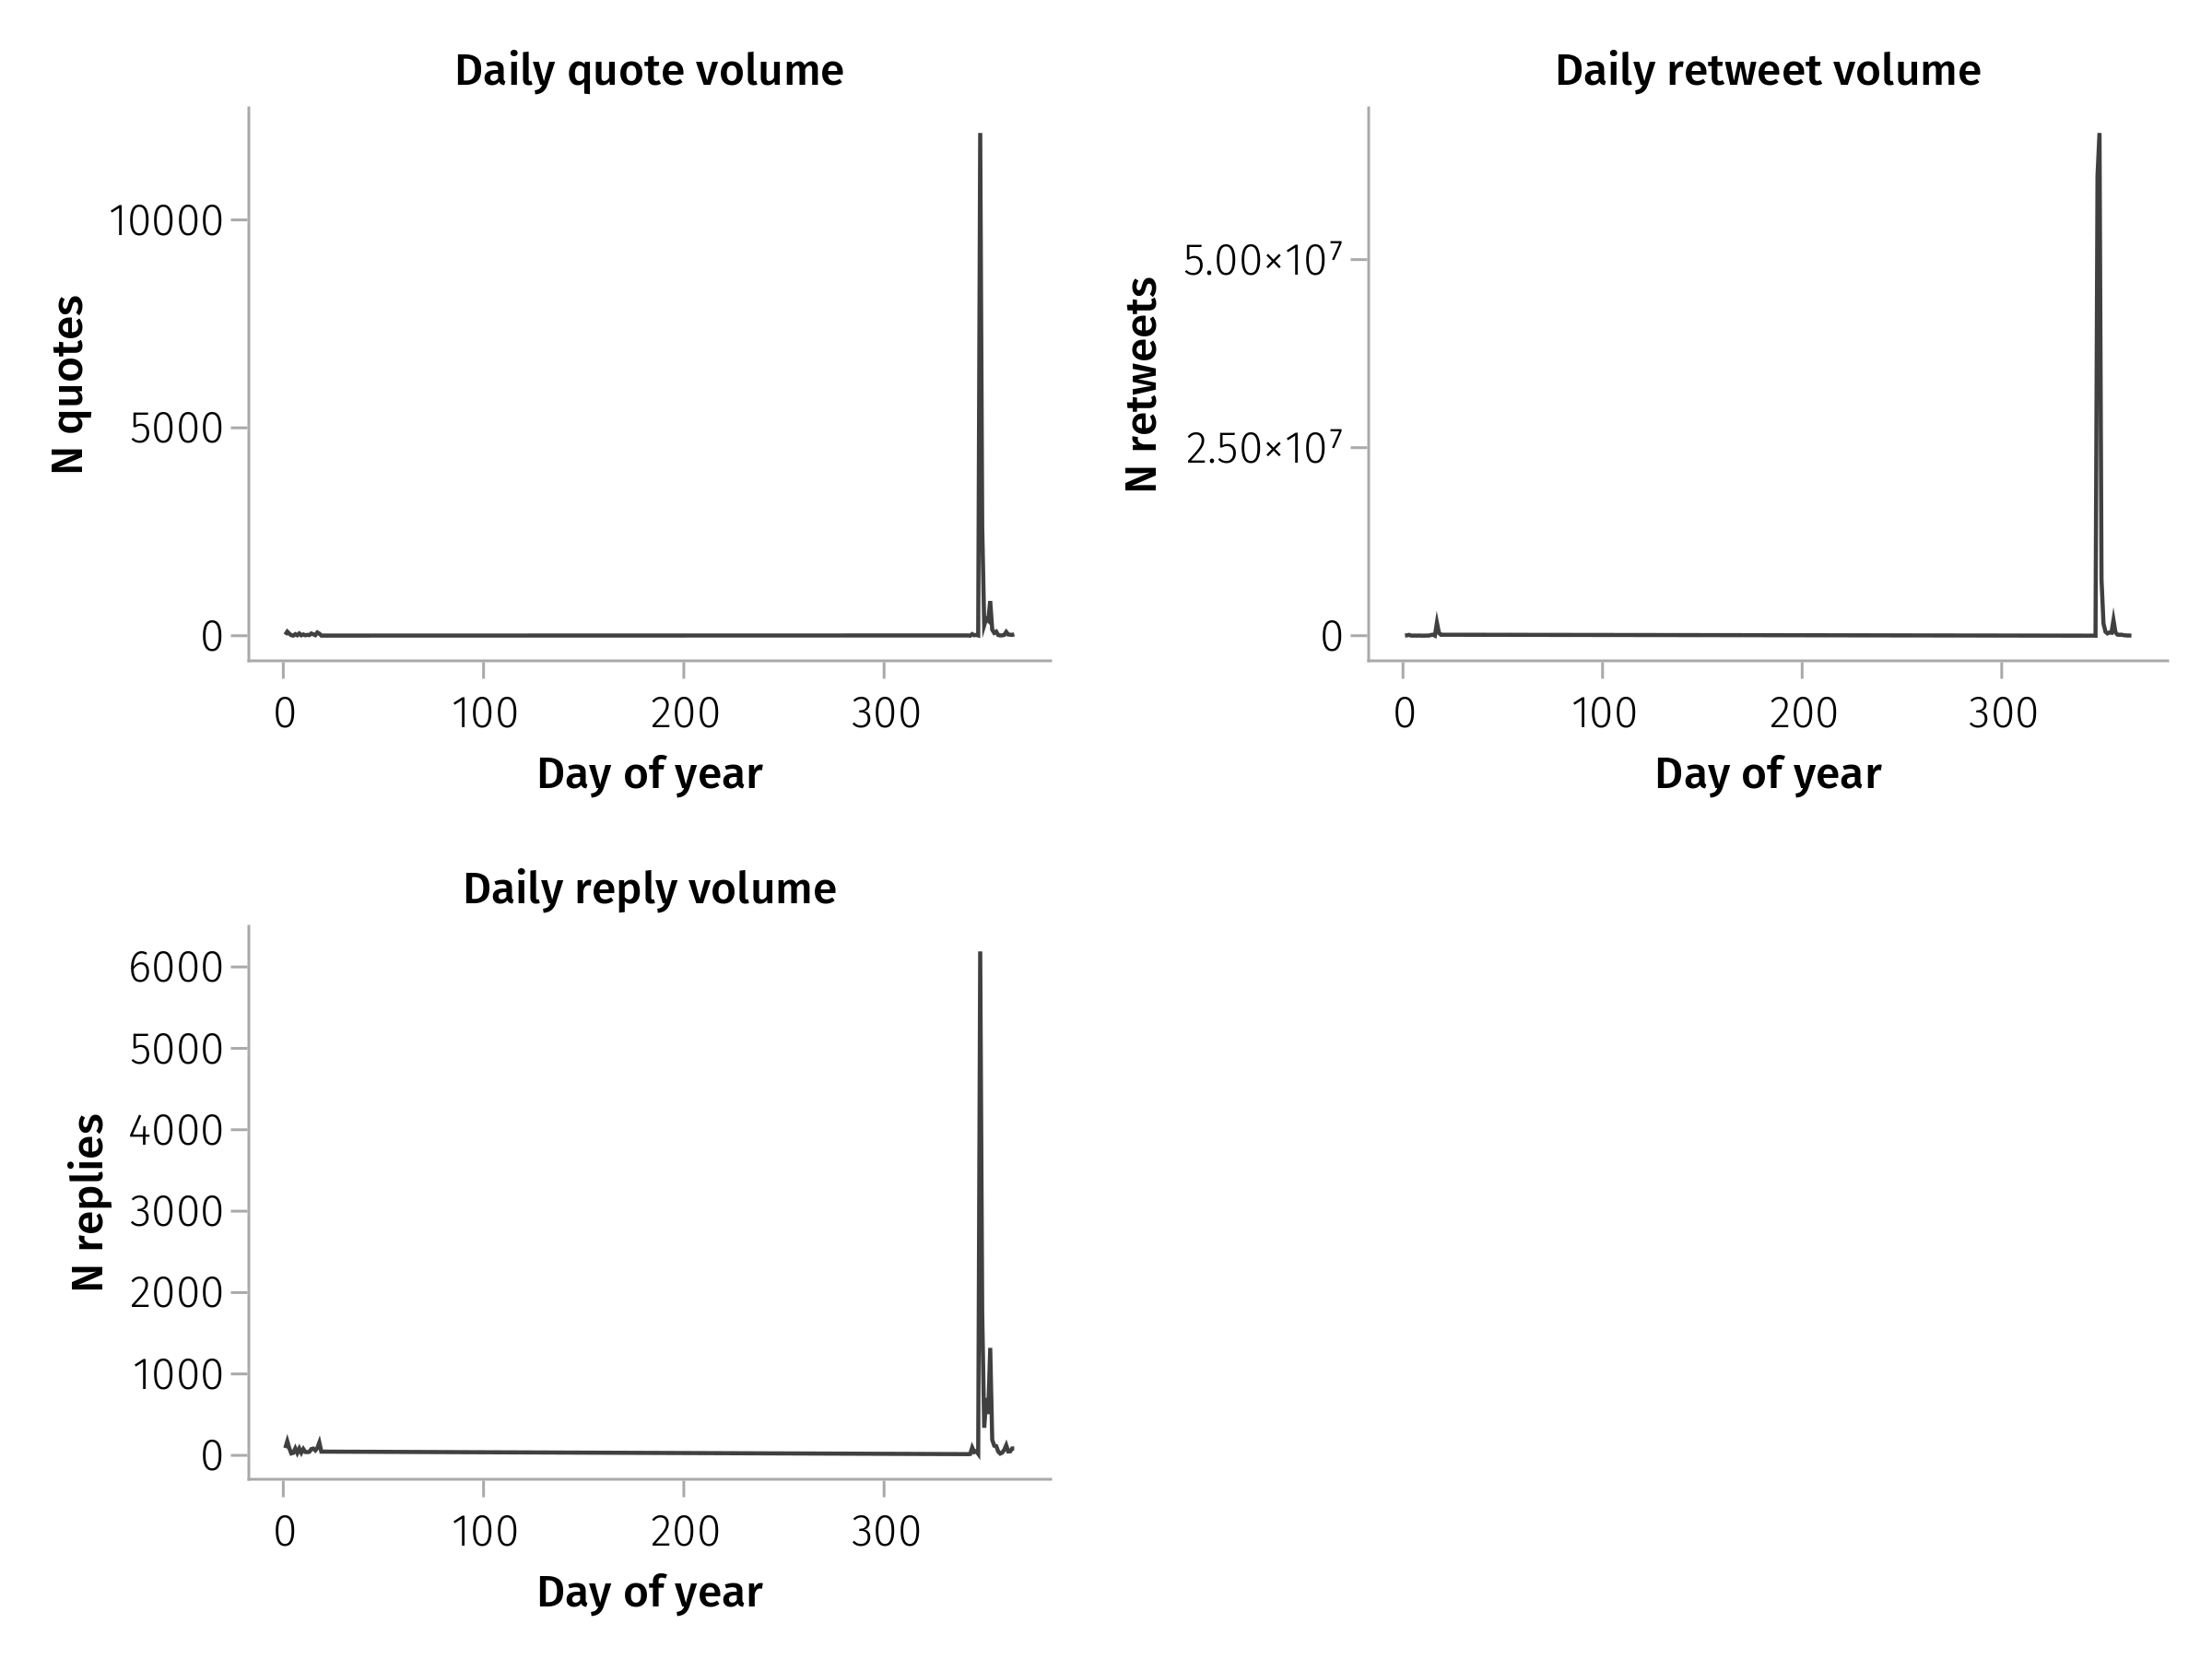 Daily quote volume
N quotes
10000
5000
0
0 100 200 300
Day of year
Daily retweet volume
N retweets
5.00×10⁷
2.50×10⁷
0
0 100 200 300
Day of year
Daily reply volume
N replies
6000
5000
4000
3000
2000
1000
0
0 100 200 300
Day of year